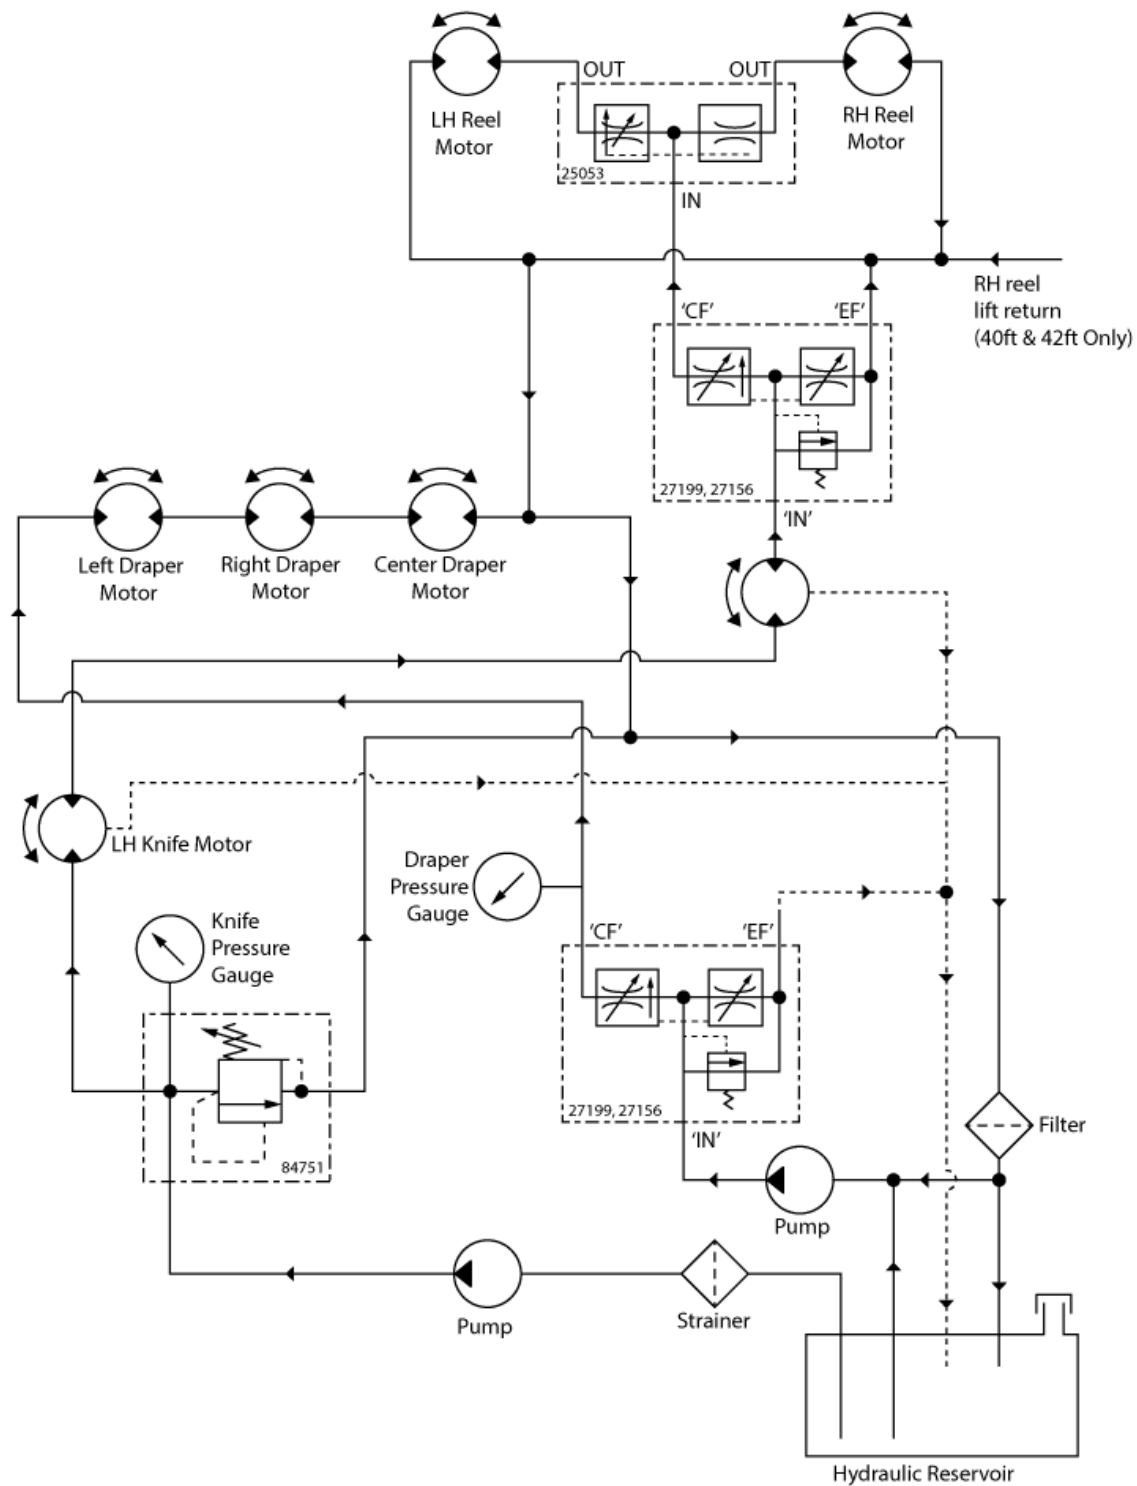 OUT
OUT
LH Reel
Motor
RH Reel
Motor
25053
IN
RH reel
lift return
(40ft & 42ft Only)
'CF'
'EF'
27199, 27156
'IN'
Left Draper
Motor
Right Draper
Motor
Center Draper
Motor
LH Knife Motor
Draper
Pressure
Gauge
Knife
Pressure
Gauge
'CF'
'EF'
27199, 27156
'IN'
84751
Filter
Pump
Pump
Strainer
Hydraulic Reservoir